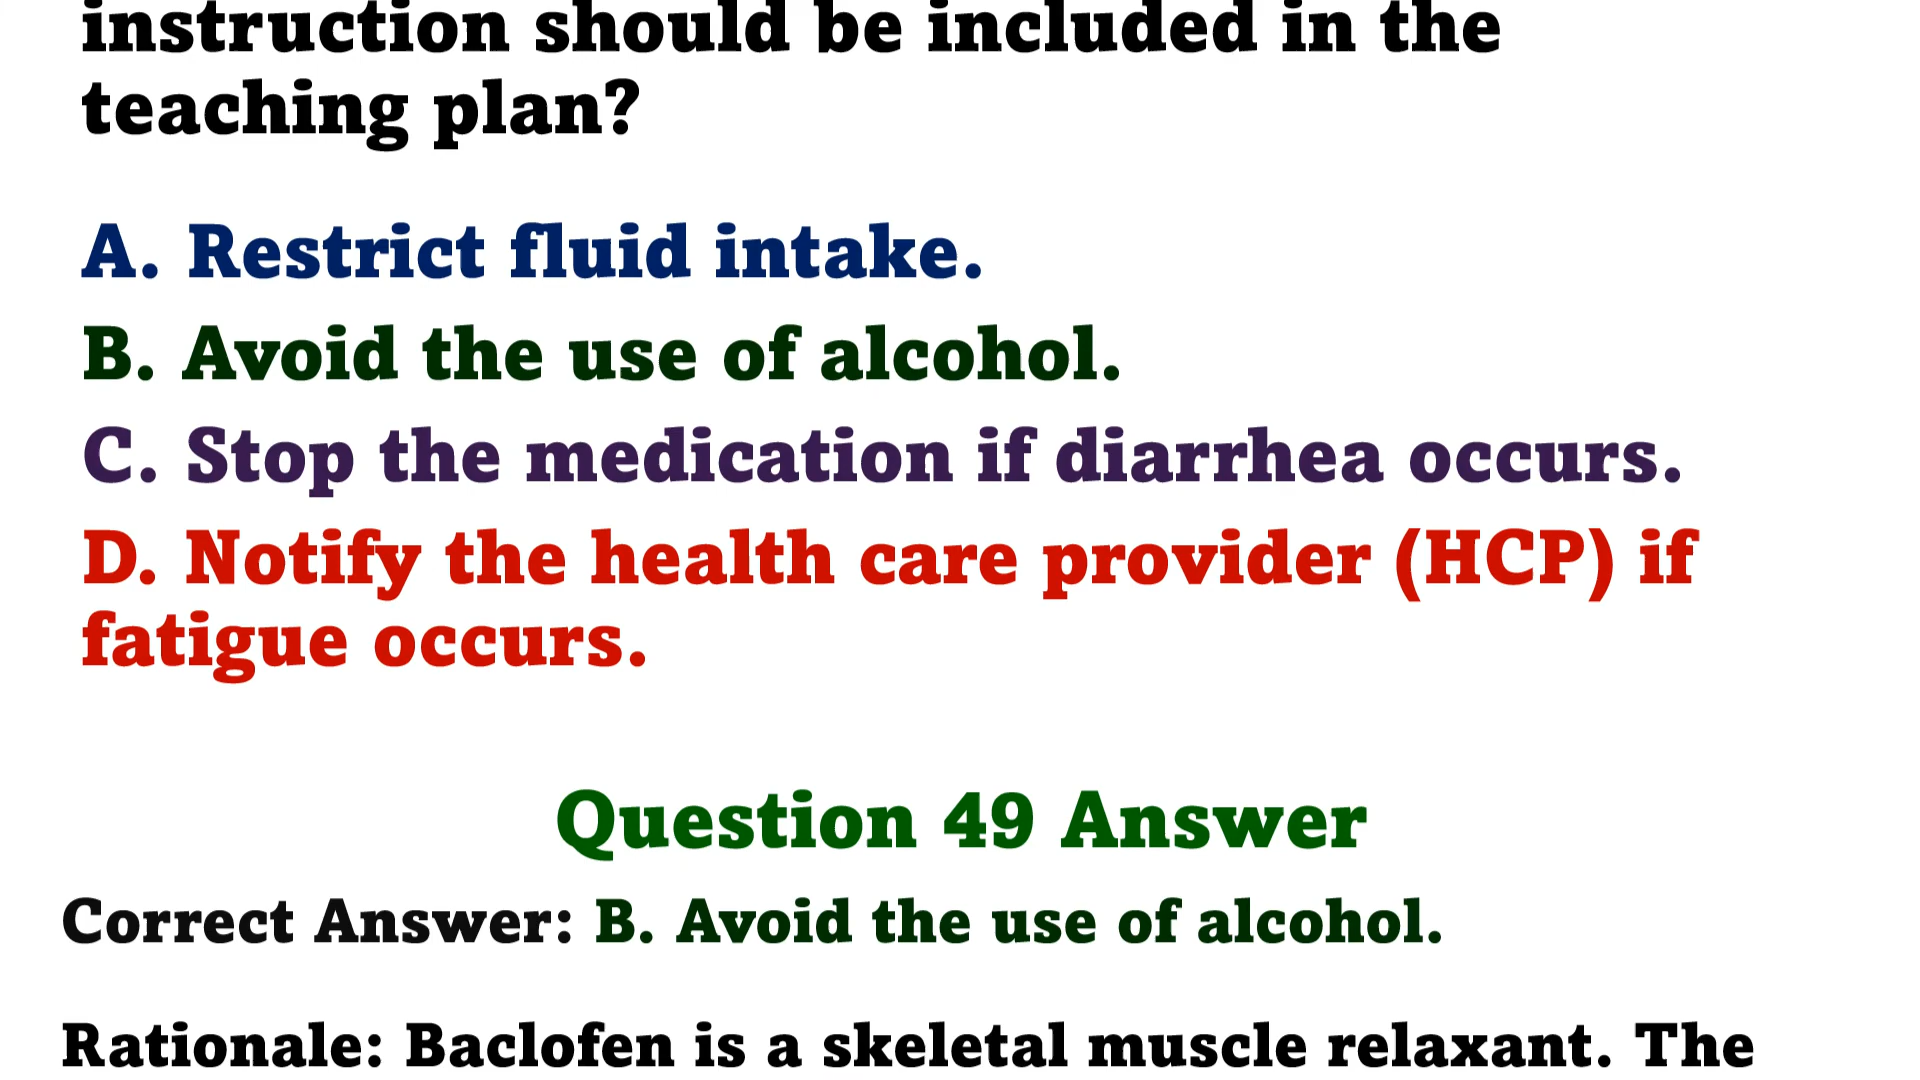 instruction should be included in the
teaching plan?
A. Restrict fluid intake.
B. Avoid the use of alcohol.
C. Stop the medication if diarrhea occurs.
D. Notify the health care provider (HCP) if
fatigue occurs.
Question 49 Answer
Correct Answer: B. Avoid the use of alcohol.
Rationale: Baclofen is a skeletal muscle relaxant. The